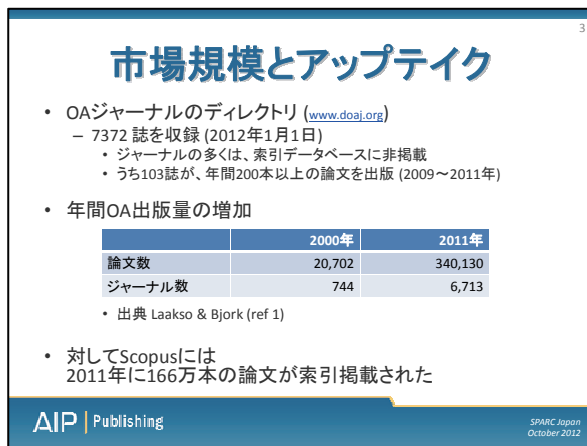 3
市場規模とアップテイク
• OAジャーナルのディレクトリ (www.doaj.org)
– 7372 誌を収録 (2012年1月1日)
• ジャーナルの多くは、索引データベースに非掲載
• うち103誌が、年間200本以上の論文を出版 (2009～2011年)
• 年間OA出版量の増加
2000年 2011年
論文数 20,702 340,130
ジャーナル数 744 6,713
• 出典 Laakso & Bjork (ref 1)
• 対してScopusには
2011年に166万本の論文が索引掲載された
AIP | Publishing
SPARC Japan
October 2012